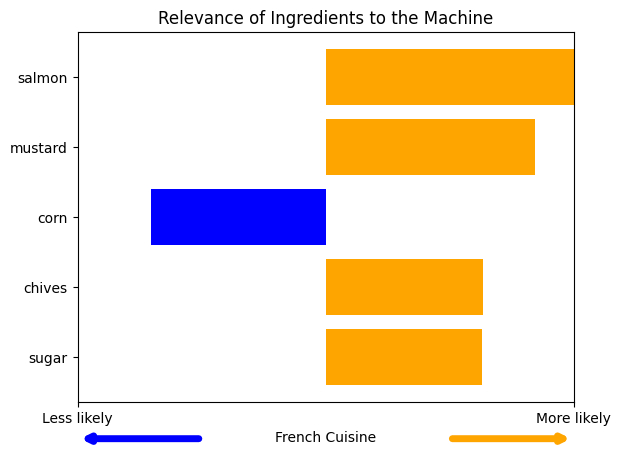 Relevance of Ingredients to the Machine
salmon
mustard
corn
chives
sugar
Less likely
More likely
French Cuisine